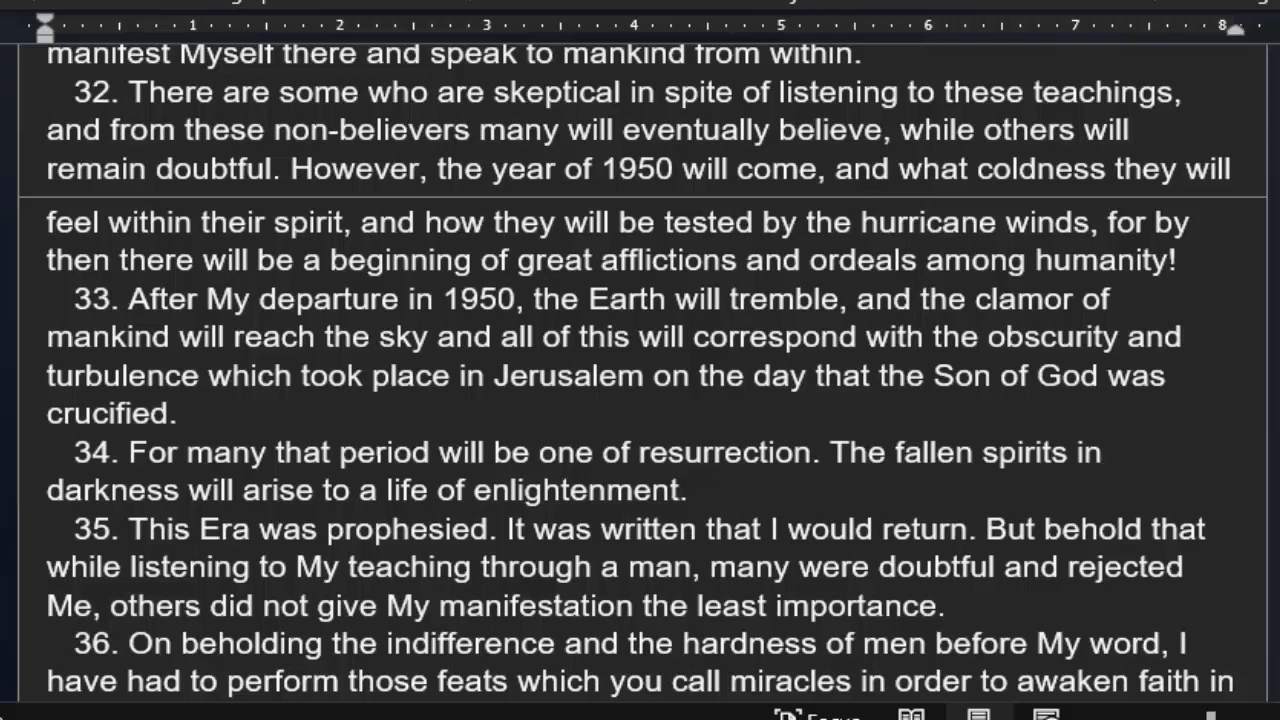 1 2 3 4 5 6 7 8
manifest Myself there and speak to mankind from within.
32. There are some who are skeptical in spite of listening to these teachings,
and from these non-believers many will eventually believe, while others will
remain doubtful. However, the year of 1950 will come, and what coldness they will
feel within their spirit, and how they will be tested by the hurricane winds, for by
then there will be a beginning of great afflictions and ordeals among humanity!
33. After My departure in 1950, the Earth will tremble, and the clamor of
mankind will reach the sky and all of this will correspond with the obscurity and
turbulence which took place in Jerusalem on the day that the Son of God was
crucified.
34. For many that period will be one of resurrection. The fallen spirits in
darkness will arise to a life of enlightenment.
35. This Era was prophesied. It was written that I would return. But behold that
while listening to My teaching through a man, many were doubtful and rejected
Me, others did not give My manifestation the least importance.
36. On beholding the indifference and the hardness of men before My word, I
have had to perform those feats which you call miracles in order to awaken faith in
Focus